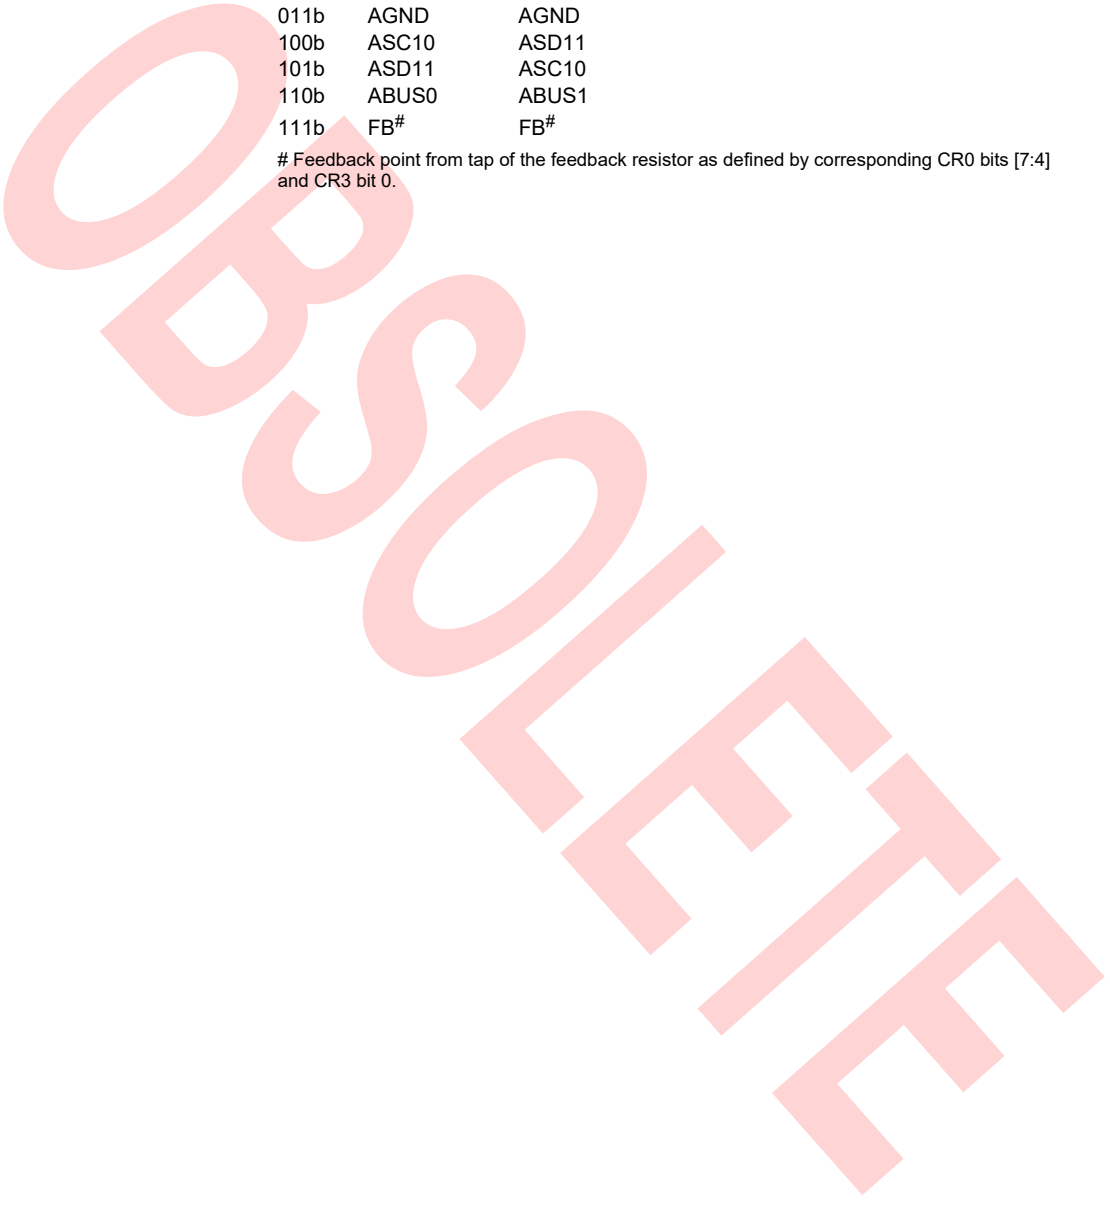 011b AGND AGND
100b ASC10 ASD11
101b ASD11 ASC10
110b ABUS0 ABUS1
111b FB# FB#
# Feedback point from tap of the feedback resistor as defined by corresponding CR0 bits [7:4]
and CR3 bit 0.
OBSOLETE